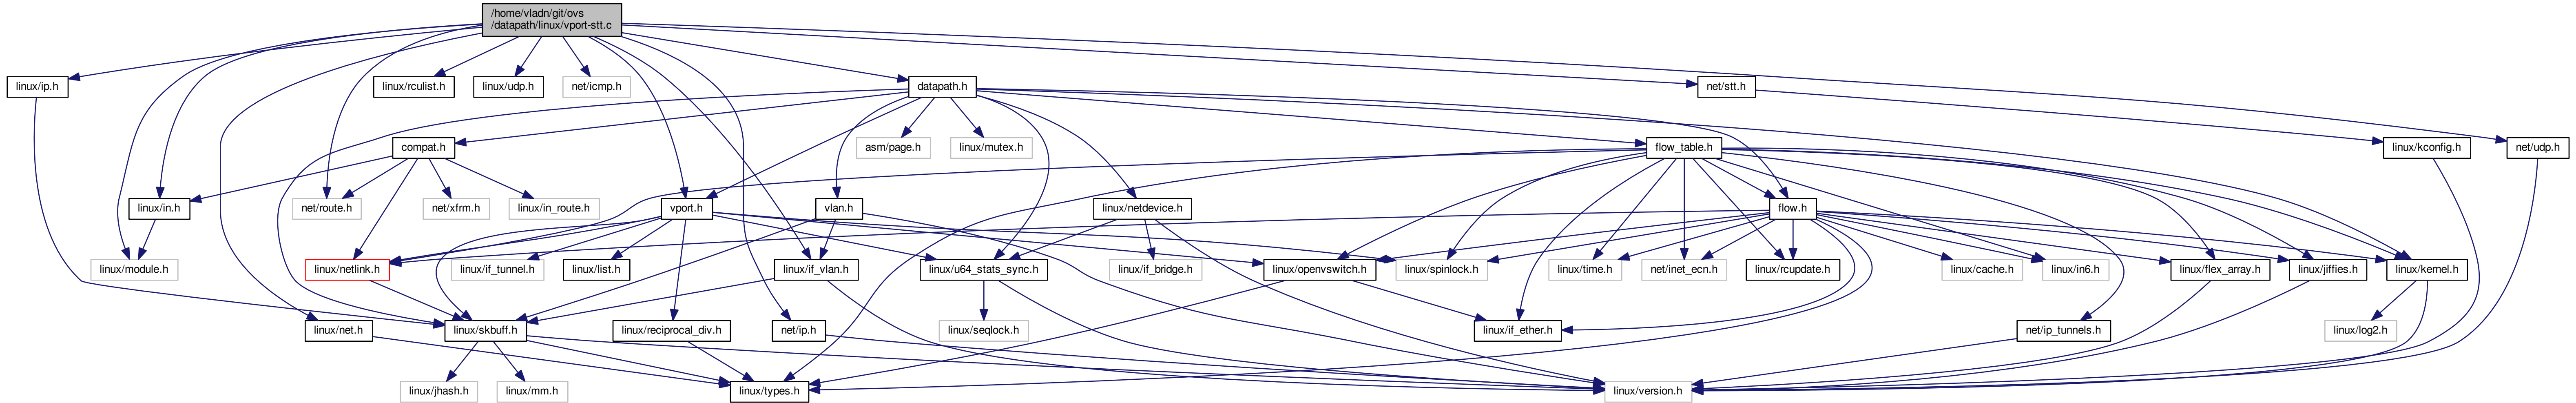 /home/vladn/git/ovs
/datapath/linux/vport-stt.c
linux/ip.h
linux/rculist.h
linux/udp.h
net/icmp.h
datapath.h
net/stt.h
compat.h
asm/page.h
linux/mutex.h
flow_table.h
linux/kconfig.h
net/udp.h
linux/in.h
net/route.h
net/xfrm.h
linux/in_route.h
vport.h
vlan.h
linux/netdevice.h
flow.h
linux/module.h
linux/netlink.h
linux/if_tunnel.h
linux/list.h
linux/if_vlan.h
linux/u64_stats_sync.h
linux/if_bridge.h
linux/openvswitch.h
linux/spinlock.h
linux/time.h
net/inet_ecn.h
linux/rcupdate.h
linux/cache.h
linux/in6.h
linux/flex_array.h
linux/jiffies.h
linux/kernel.h
linux/net.h
linux/skbuff.h
linux/reciprocal_div.h
net/ip.h
linux/seqlock.h
linux/if_ether.h
net/ip_tunnels.h
linux/log2.h
linux/jhash.h
linux/mm.h
linux/types.h
linux/version.h